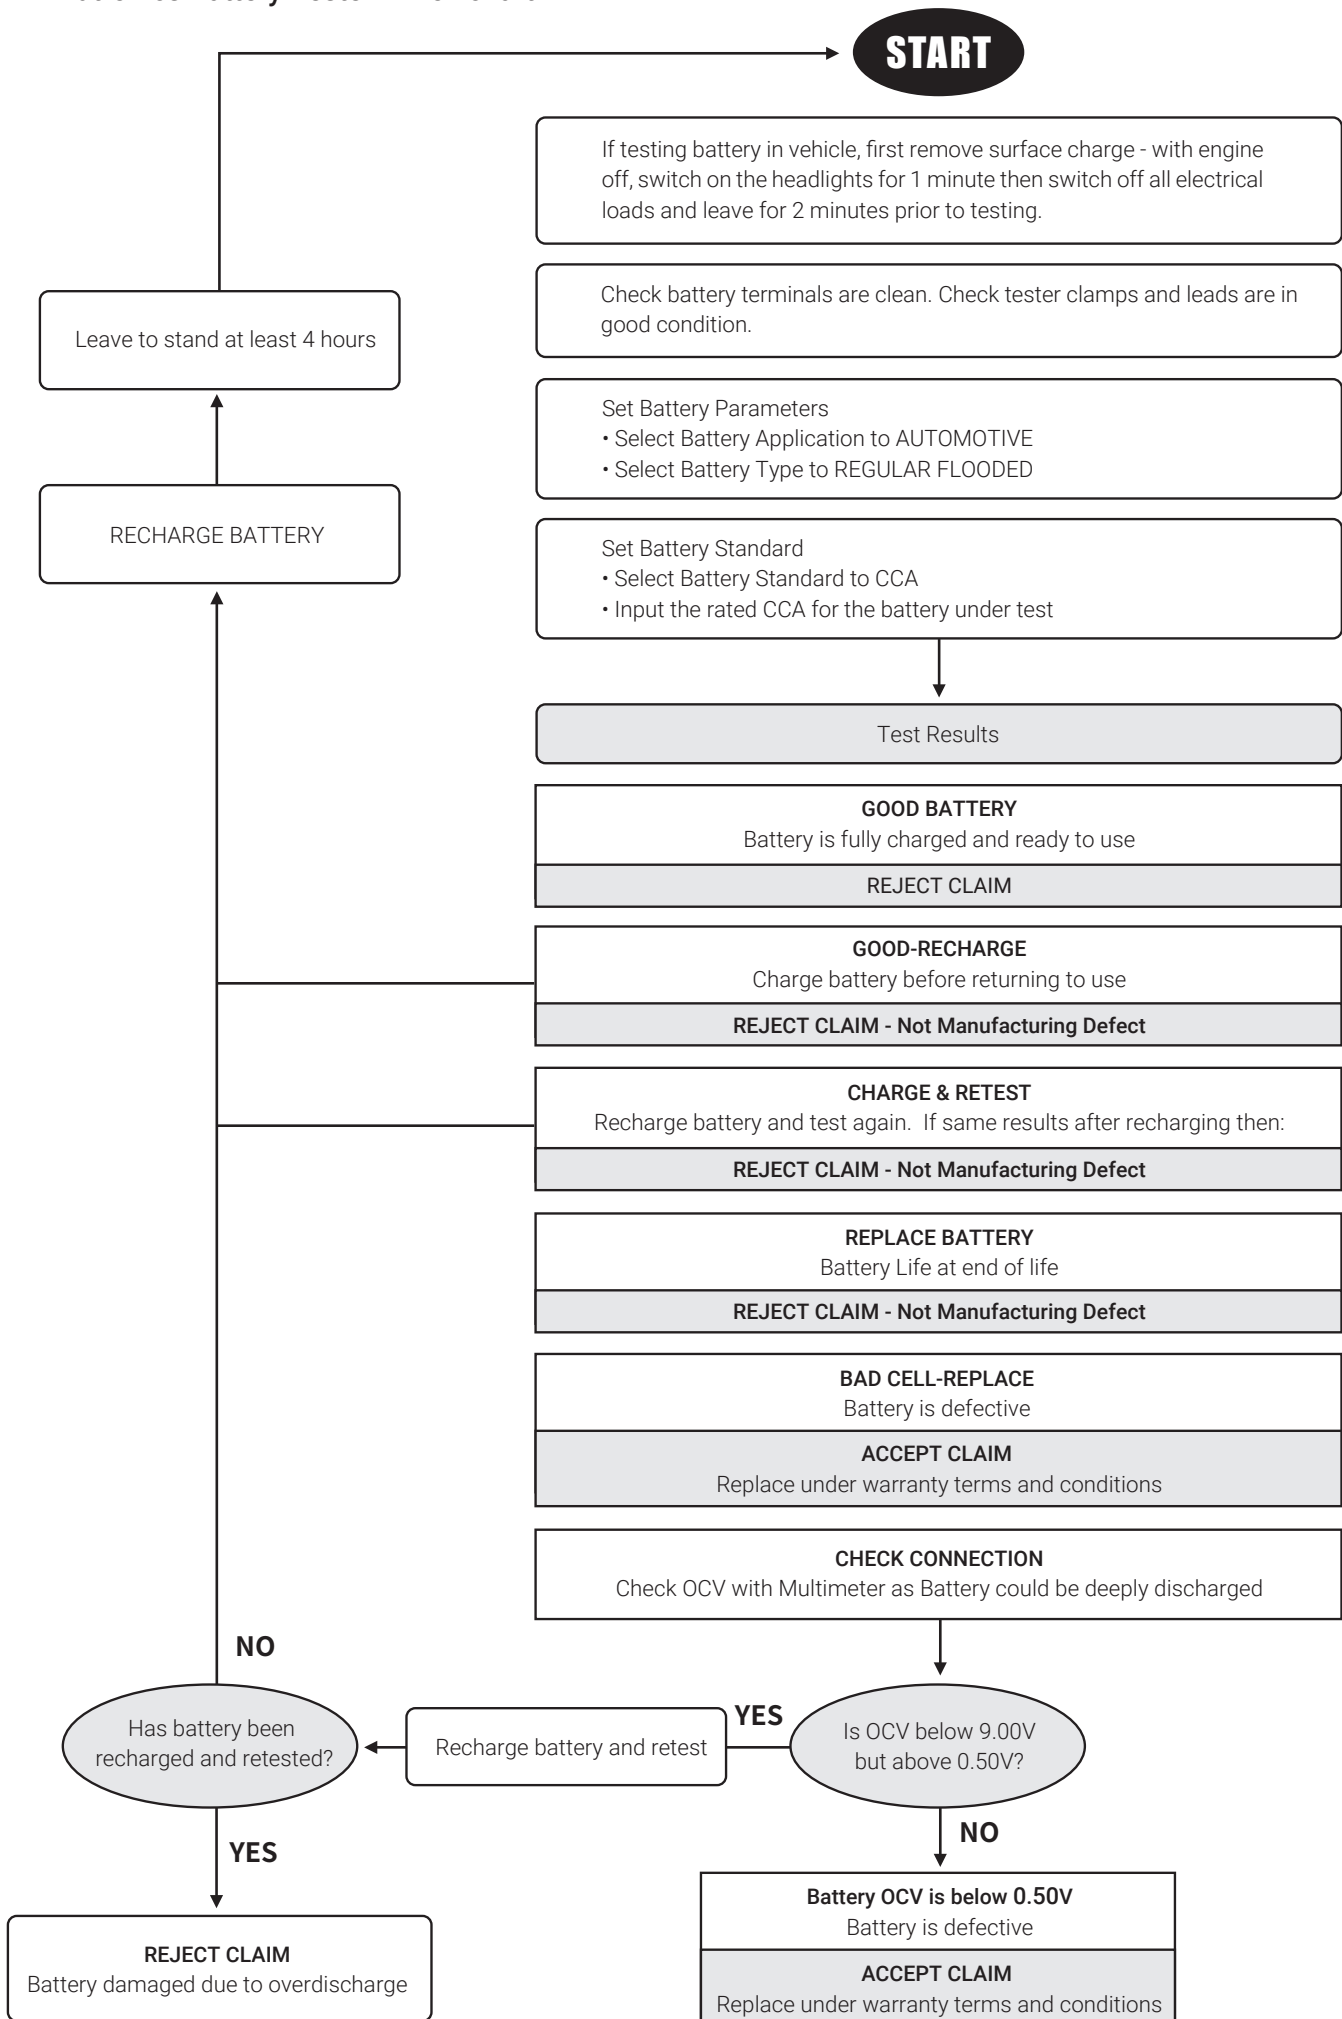 START
If testing battery in vehicle, first remove surface charge - with engine
off, switch on the headlights for 1 minute then switch off all electrical
loads and leave for 2 minutes prior to testing.
Check battery terminals are clean. Check tester clamps and leads are in
good condition.
Leave to stand at least 4 hours
Set Battery Parameters
• Select Battery Application to AUTOMOTIVE
• Select Battery Type to REGULAR FLOODED
RECHARGE BATTERY
Set Battery Standard
• Select Battery Standard to CCA
• Input the rated CCA for the battery under test
Test Results
GOOD BATTERY
Battery is fully charged and ready to use
REJECT CLAIM
GOOD-RECHARGE
Charge battery before returning to use
REJECT CLAIM - Not Manufacturing Defect
CHARGE & RETEST
Recharge battery and test again. If same results after recharging then:
REJECT CLAIM - Not Manufacturing Defect
REPLACE BATTERY
Battery Life at end of life
REJECT CLAIM - Not Manufacturing Defect
BAD CELL-REPLACE
Battery is defective
ACCEPT CLAIM
Replace under warranty terms and conditions
CHECK CONNECTION
Check OCV with Multimeter as Battery could be deeply discharged
NO
Has battery been
recharged and retested?
Recharge battery and retest
YES
Is OCV below 9.00V
but above 0.50V?
YES
NO
REJECT CLAIM
Battery damaged due to overdischarge
Battery OCV is below 0.50V
Battery is defective
ACCEPT CLAIM
Replace under warranty terms and conditions